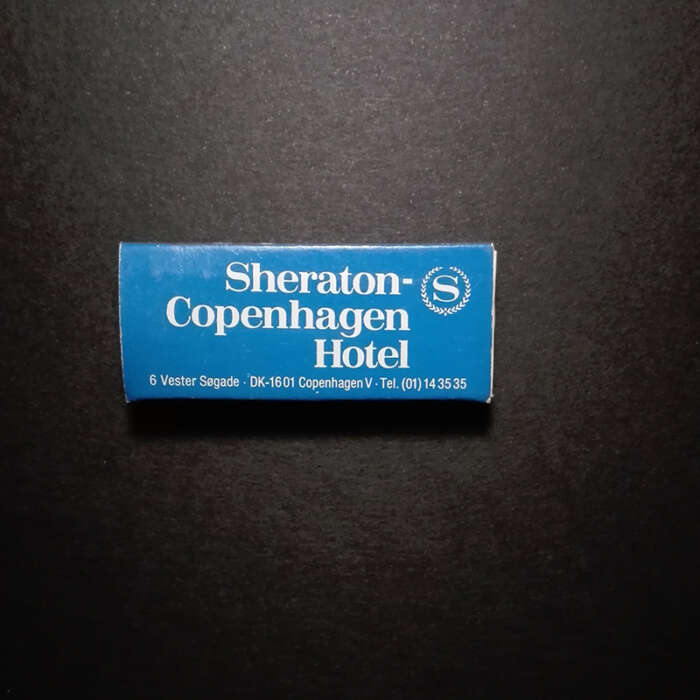 Sheraton-
Copenhagen
Hotel
S
6 Vester Søgade · DK-1601 Copenhagen V · Tel. (01) 14 35 35